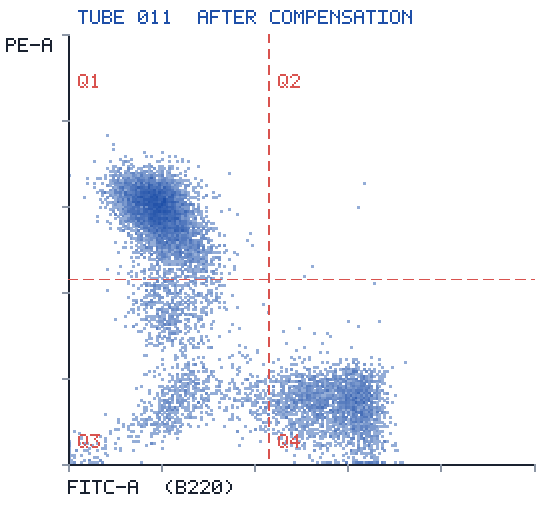 TUBE 011  AFTER COMPENSATION
PE-A
Q1
Q2
Q3
Q4
FITC-A  (B220)